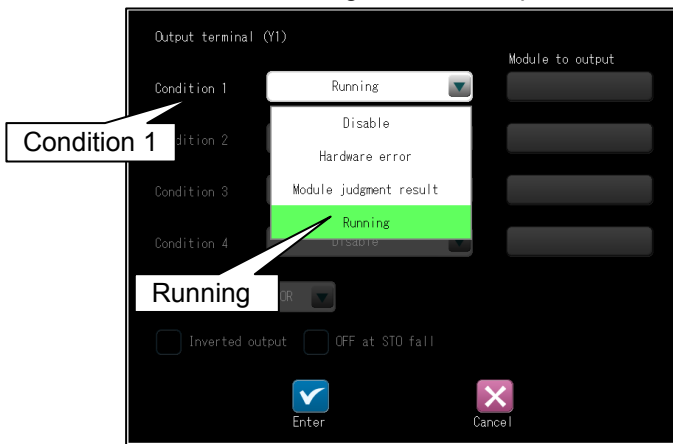 Output terminal (Y1)
Module to output
Condition 1
Running
Condition 1
Disable
dition 2
Hardware error
Condition 3
Module judgment result
Running
Condition 4
Disable
Running
OR
Inverted output
OFF at STO fall
Enter
Cancel